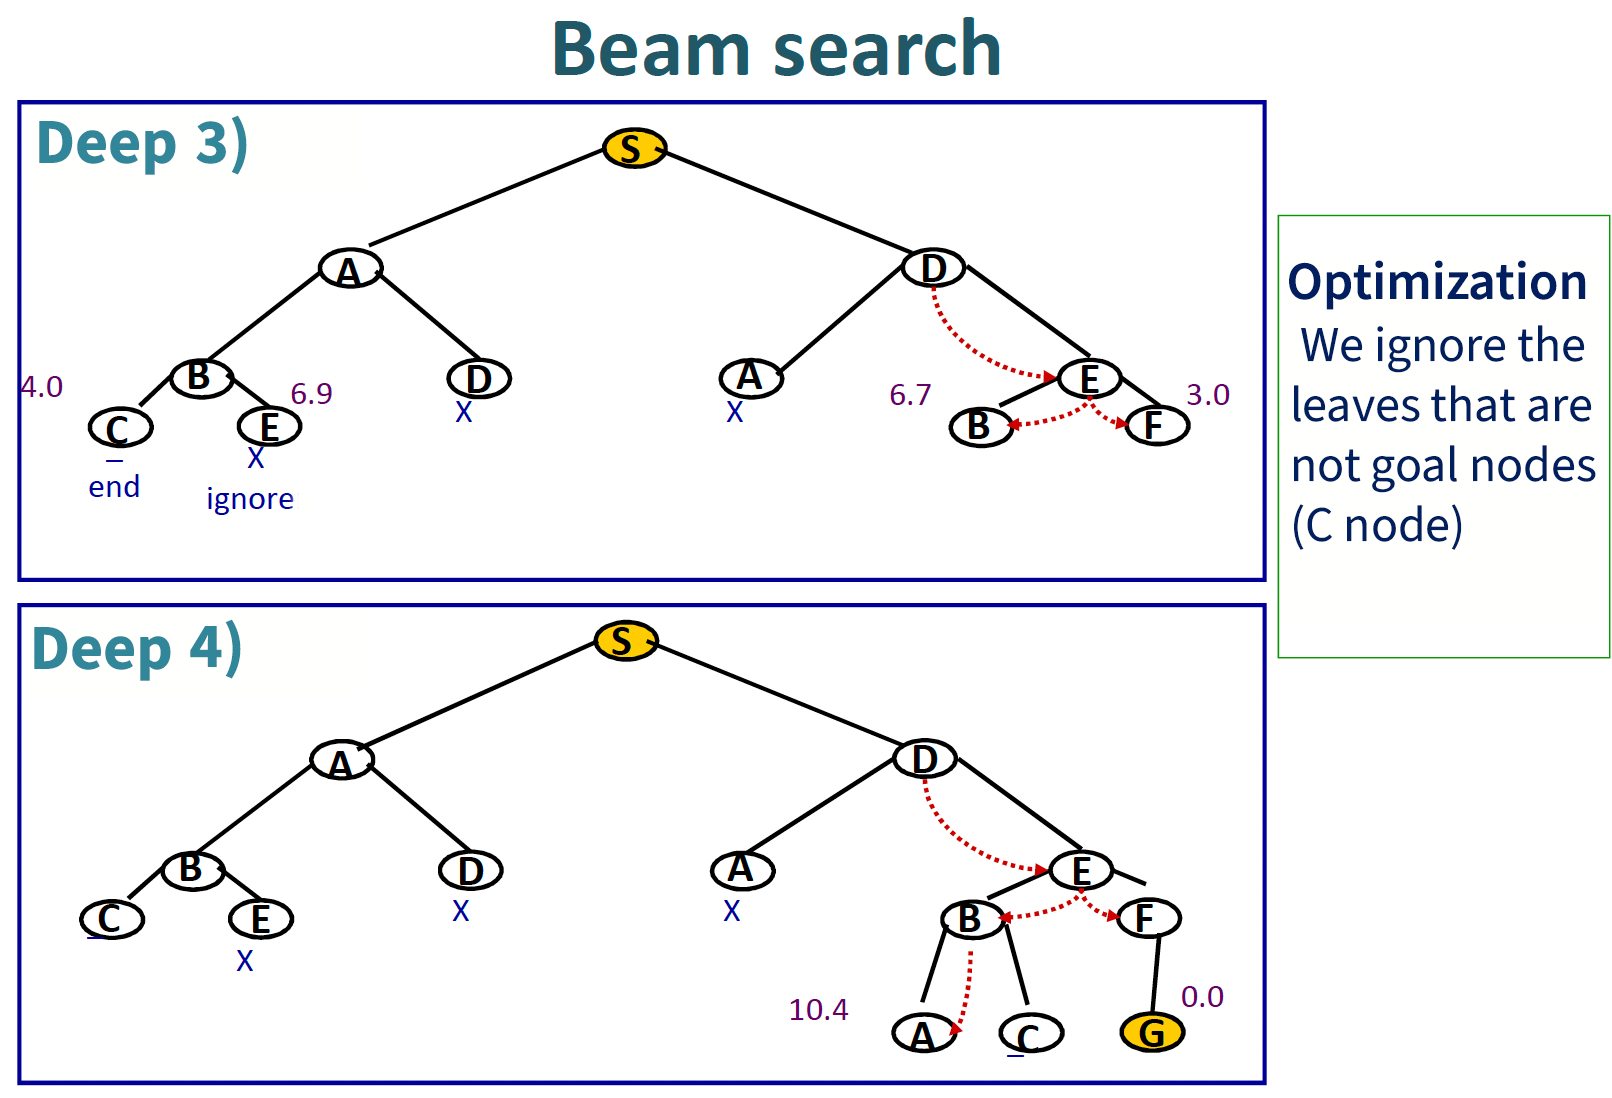 Beam search
Deep 3)
S
A
D
B
D
A
E
4.0
6.9
6.7
3.0
C
E
X
X
B
F
_
X
end
ignore
Optimization
We ignore the
leaves that are
not goal nodes
(C node)
Deep 4)
S
A
D
B
D
A
E
C
E
X
X
B
F
_
X
10.4
0.0
A
C
G
_